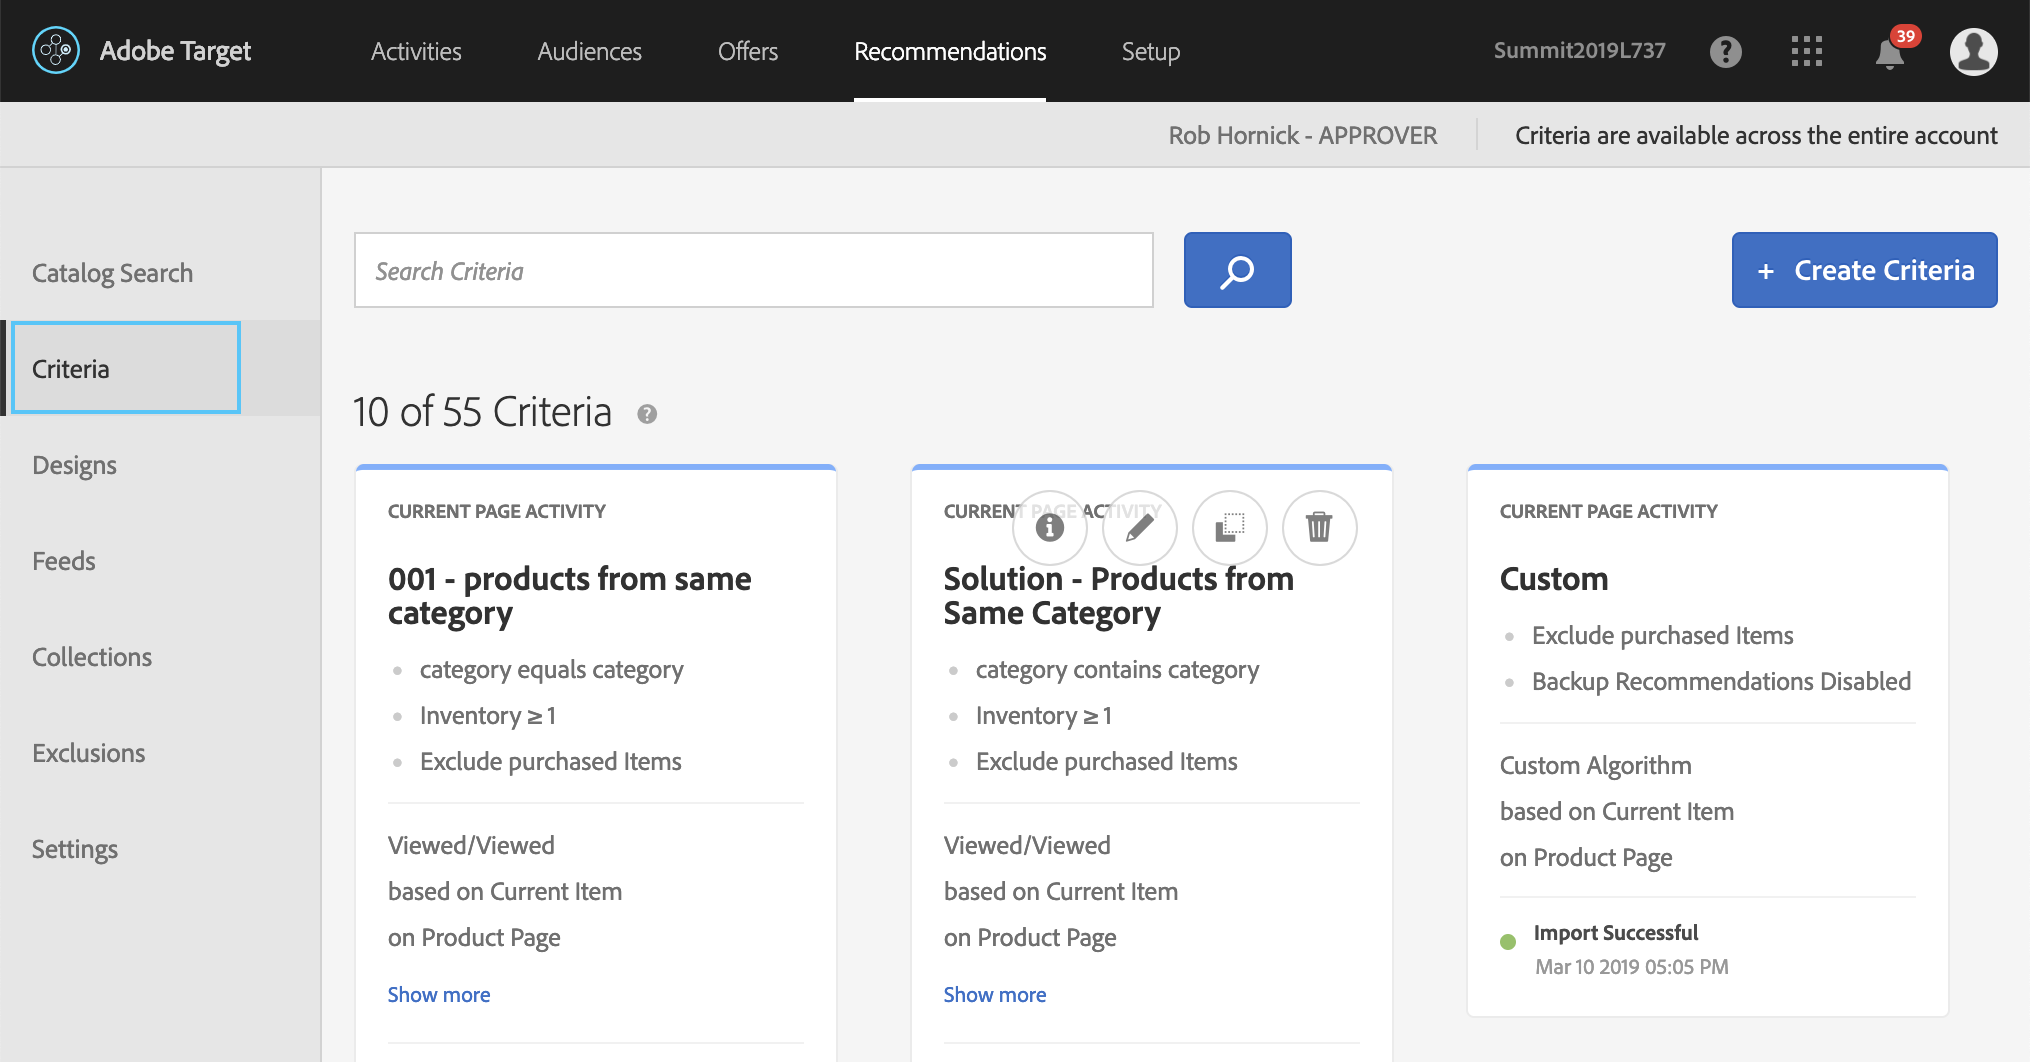 Adobe Target
Activities
Audiences
Offers
Recommendations
Setup
Summit2019L737
39
Rob Hornick - APPROVER
Criteria are available across the entire account
Catalog Search
Criteria
Designs
Feeds
Collections
Exclusions
Settings
Search Criteria
+ Create Criteria
10 of 55 Criteria
CURRENT PAGE ACTIVITY
001 - products from same
category
category equals category
Inventory ≥ 1
Exclude purchased Items
Viewed/Viewed
based on Current Item
on Product Page
Show more
CURRENT PAGE ACTIVITY
Solution - Products from
Same Category
category contains category
Inventory ≥ 1
Exclude purchased Items
Viewed/Viewed
based on Current Item
on Product Page
Show more
CURRENT PAGE ACTIVITY
Custom
Exclude purchased Items
Backup Recommendations Disabled
Custom Algorithm
based on Current Item
on Product Page
Import Successful
Mar 10 2019 05:05 PM